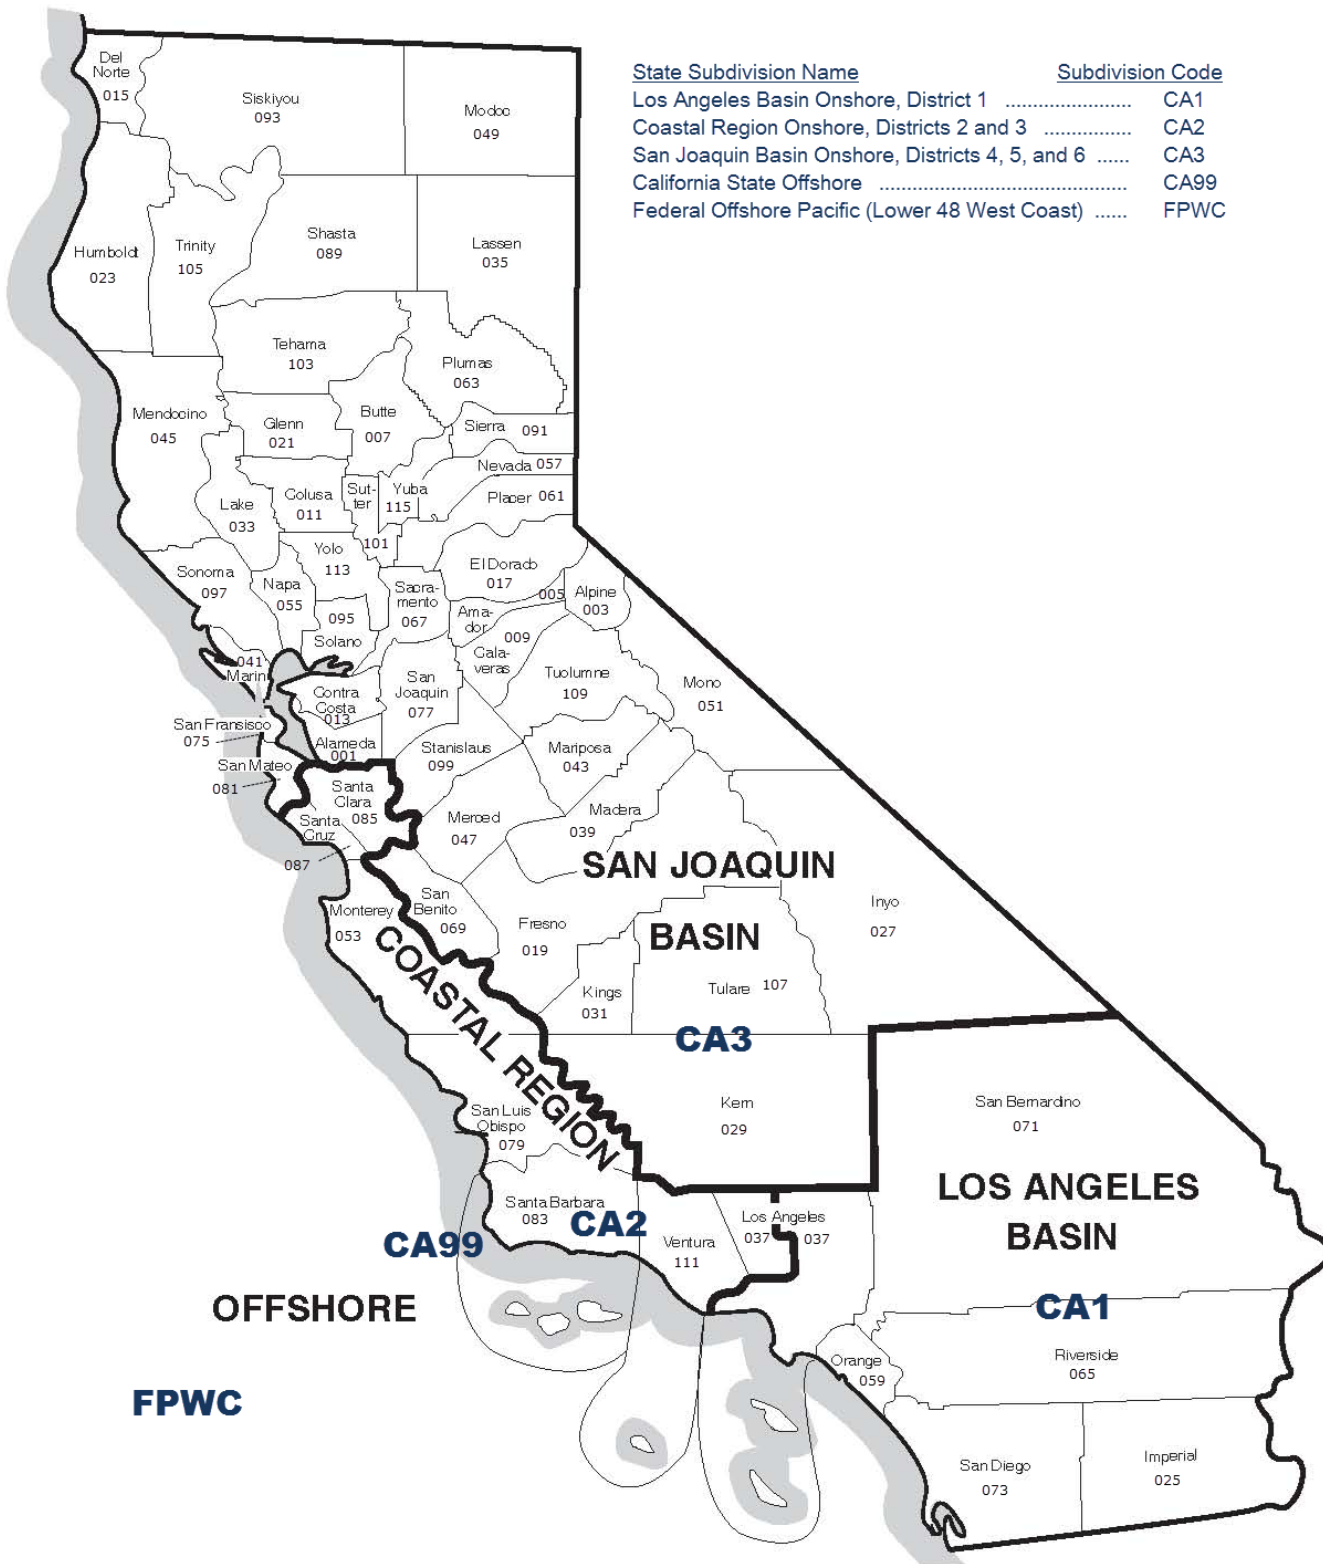 State Subdivision Name Subdivision Code
Los Angeles Basin Onshore, District 1 ....................... CA1
Coastal Region Onshore, Districts 2 and 3 ................ CA2
San Joaquin Basin Onshore, Districts 4, 5, and 6 ...... CA3
California State Offshore ............................................. CA99
Federal Offshore Pacific (Lower 48 West Coast) ...... FPWC
Del
Norte
015
Siskiyou
093
Modoc
049
Humboldt
023
Trinity
105
Shasta
089
Lassen
035
Tehama
103
Plumas
063
Mendocino
045
Glenn
021
Butte
007
Sierra 091
Nevada 057
Placer 061
Lake
033
Colusa
011
Sut-
ter
101
Yuba
115
Sonoma
097
Napa
055
Yolo
113
095
Solano
Sacra-
mento
067
El Dorado
017
005
Ama-
dor
Alpine
003
009
Cala-
veras
041
Marin
Contra
Costa
013
San
Joaquin
077
Tuolumne
109
Mono
051
San Fransisco
075
Alameda
001
Stanislaus
099
Mariposa
043
San Mateo
081
Santa
Clara
085
Santa
Cruz
087
Merced
047
Madera
039
SAN JOAQUIN
BASIN
Monterey
053
San
Benito
069
Fresno
019
Inyo
027
Kings
031
Tulare 107
CA3
COASTAL REGION
San Luis
Obispo
079
Kern
029
San Bernardino
071
LOS ANGELES
BASIN
Santa Barbara
083
CA2
CA99
Ventura
111
Los Angeles
037
037
OFFSHORE
CA1
FPWC
Orange
059
Riverside
065
San Diego
073
Imperial
025